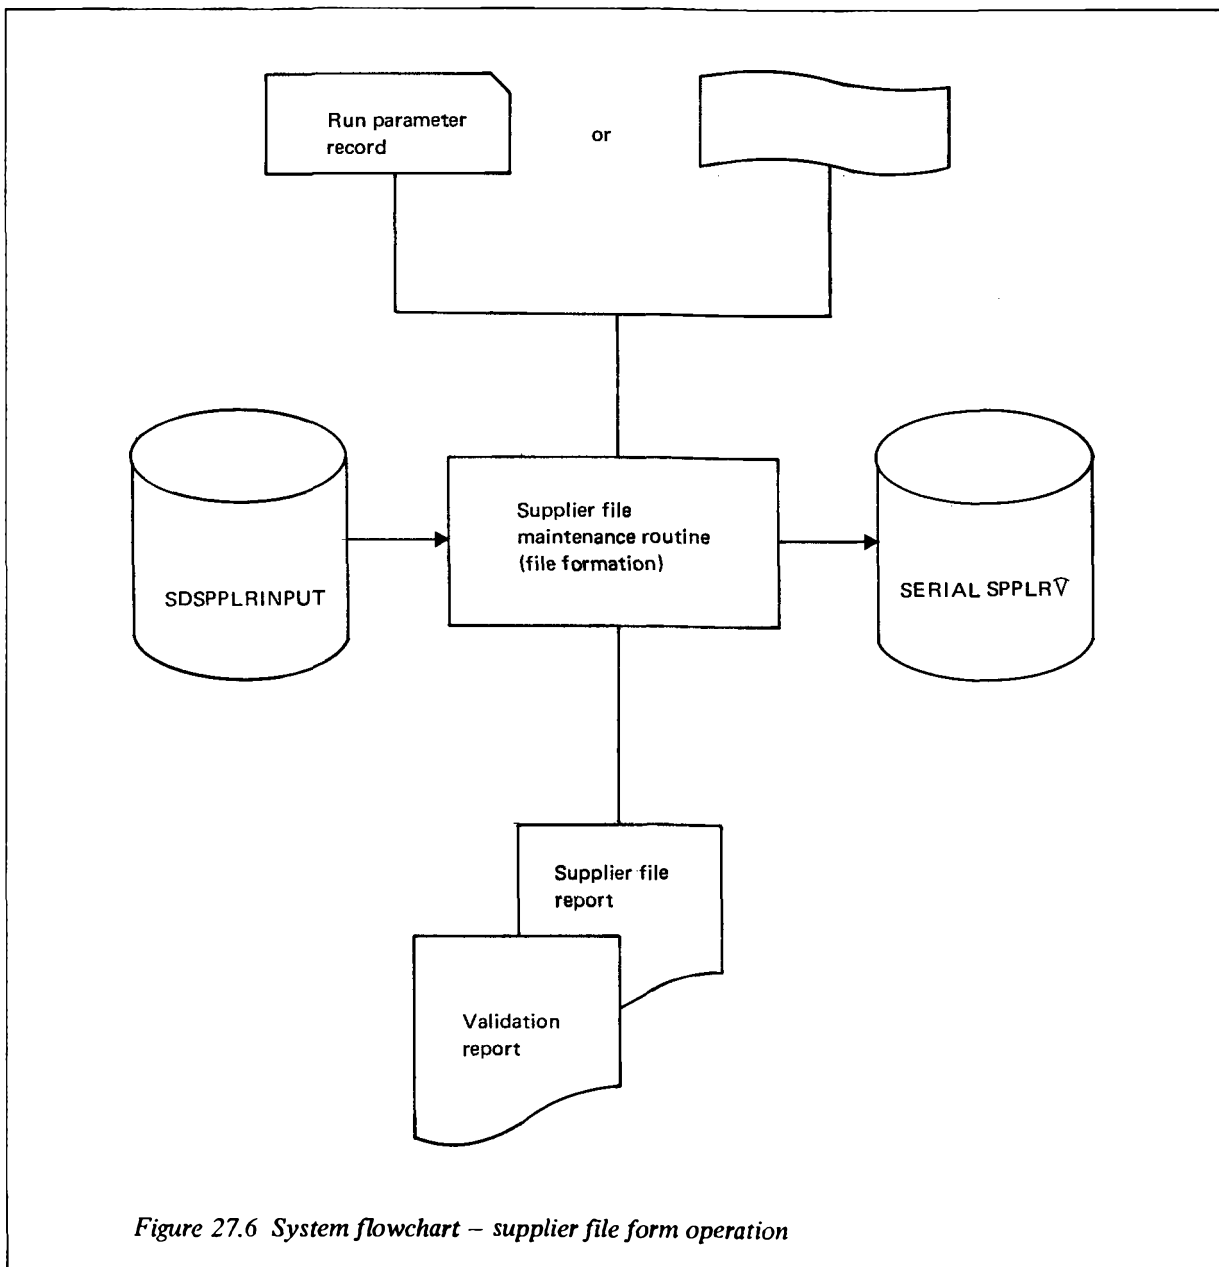 Run parameter
record
or
Supplier file
maintenance routine
(file formation)
SDSPPLRINPUT
SERIAL SPPLR∇
Supplier file
report
Validation
report
Figure 27.6 System flowchart – supplier file form operation